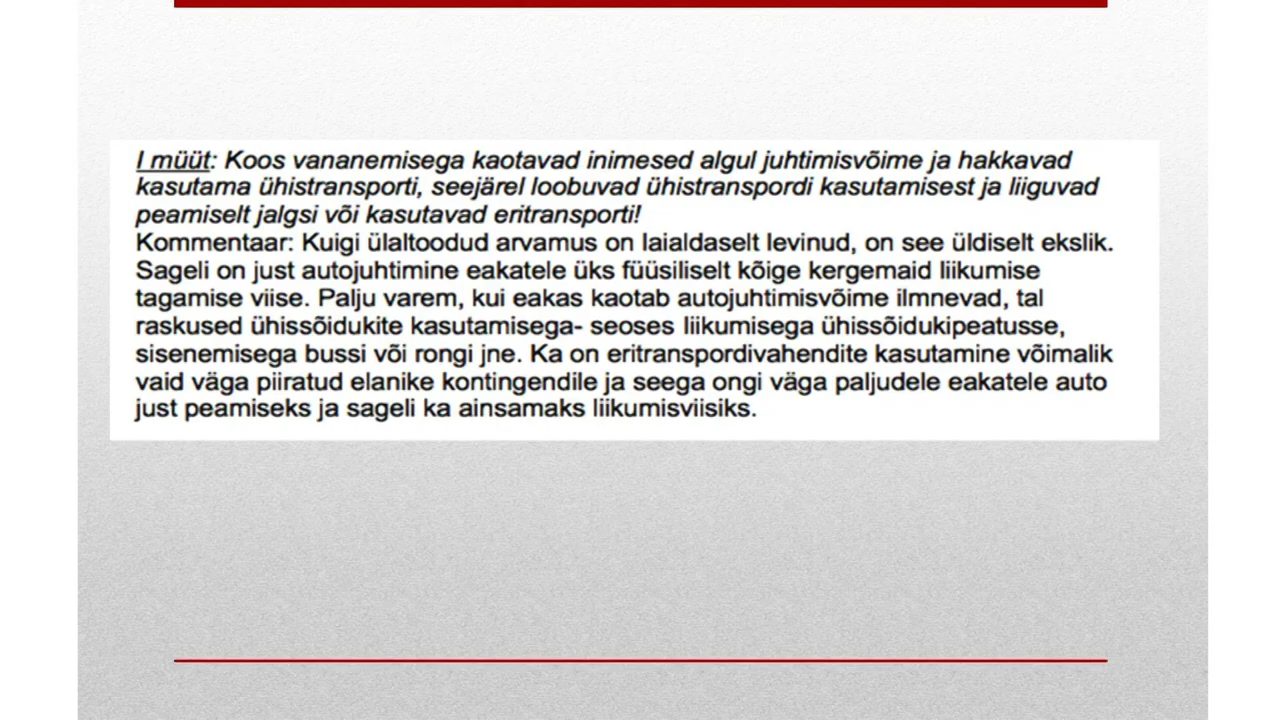 I müüt: Koos vananemisega kaotavad inimesed algul juhtimisvõime ja hakkavad
kasutama ühistransporti, seejärel loobuvad ühistranspordi kasutamisest ja liiguvad
peamiselt jalgsi või kasutavad eritransporti!
Kommentaar: Kuigi ülaltoodud arvamus on laialdaselt levinud, on see üldiselt ekslik.
Sageli on just autojuhtimine eakatele üks füüsiliselt kõige kergemaid liikumise
tagamise viise. Palju varem, kui eakas kaotab autojuhtimisvõime ilmnevad, tal
raskused ühissõidukite kasutamisega- seoses liikumisega ühissõidukipeatusse,
sisenemisega bussi või rongi jne. Ka on eritranspordivahendite kasutamine võimalik
vaid väga piiratud elanike kontingendile ja seega ongi väga paljudele eakatele auto
just peamiseks ja sageli ka ainsamaks liikumisviisiks.